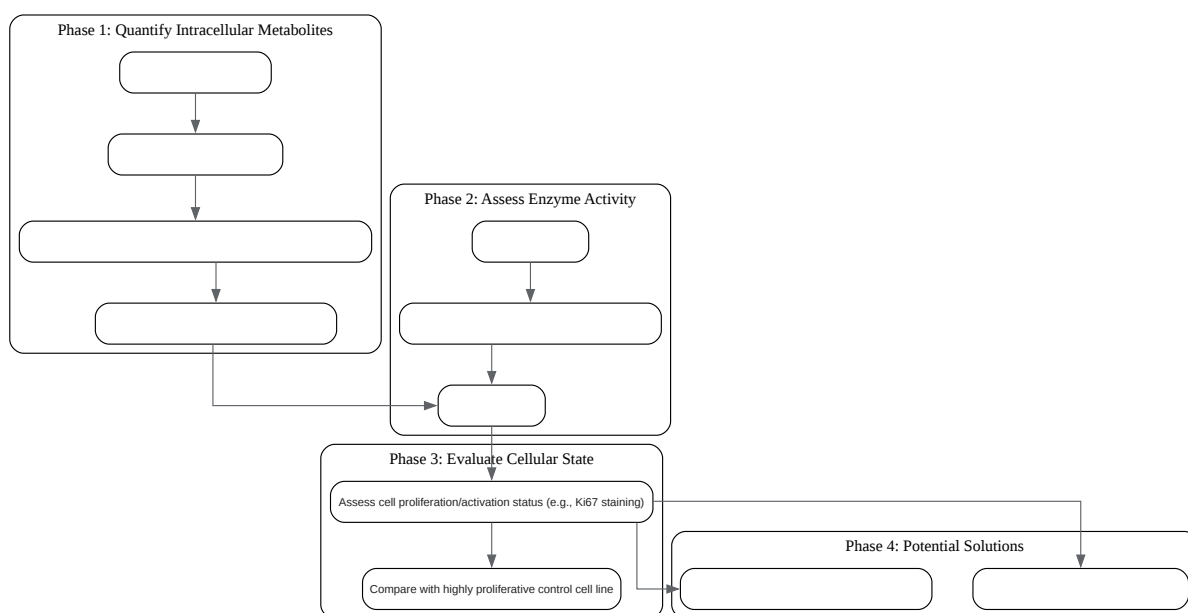 Phase 1: Quantify Intracellular Metabolites
Phase 2: Assess Enzyme Activity
Phase 3: Evaluate Cellular State
Assess cell proliferation/activation status (e.g., Ki67 staining)
Compare with highly proliferative control cell line
Phase 4: Potential Solutions